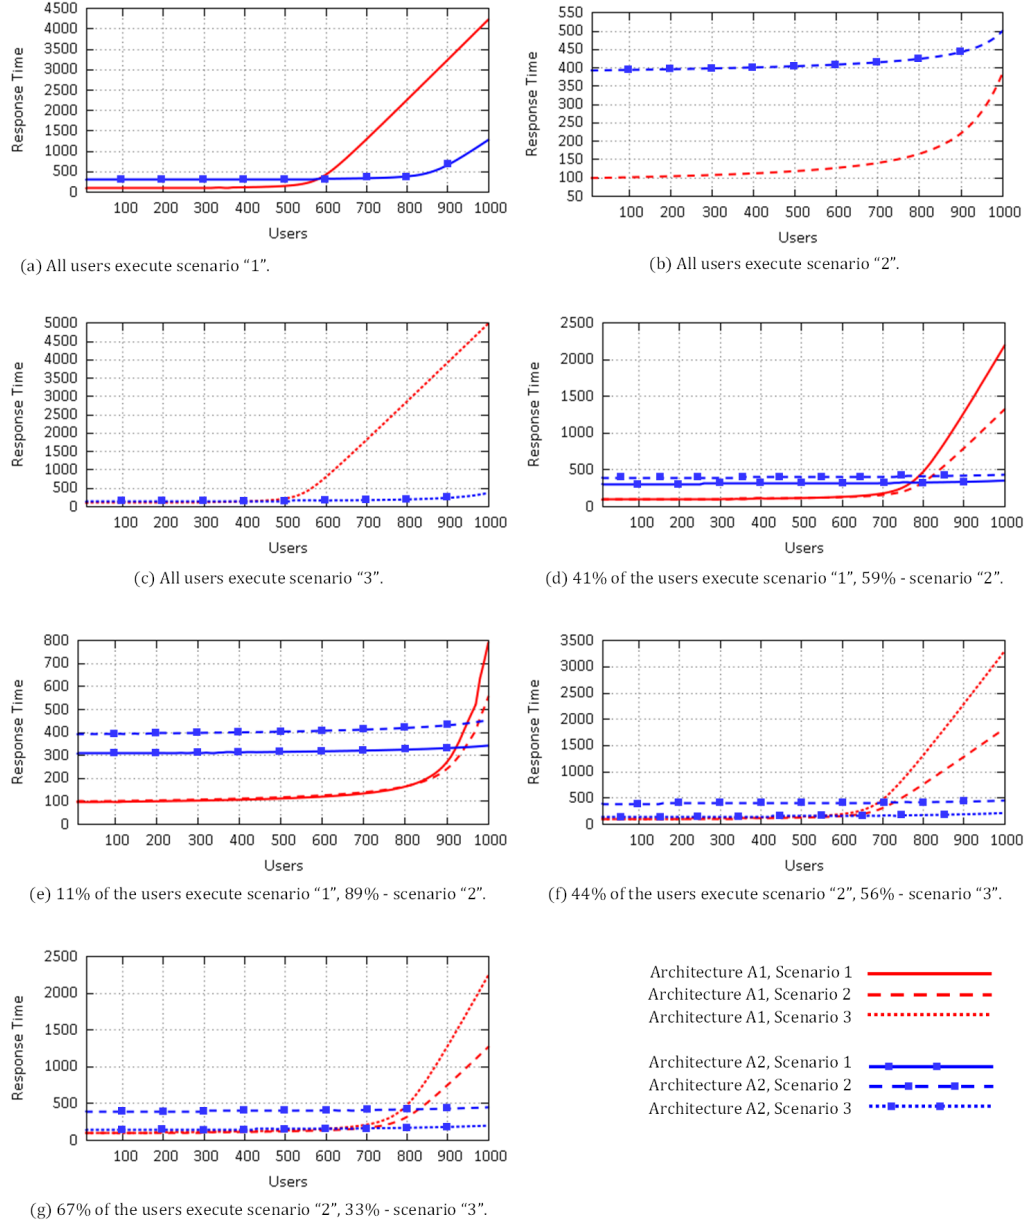 4500
4000
3500
3000
2500
2000
1500
1000
500
0
Response Time
100 200 300 400 500 600 700 800 900 1000
Users
(a) All users execute scenario “1”.
550
500
450
400
350
300
250
200
150
100
50
Response Time
100 200 300 400 500 600 700 800 900 1000
Users
(b) All users execute scenario “2”.
5000
4500
4000
3500
3000
2500
2000
1500
1000
500
0
Response Time
100 200 300 400 500 600 700 800 900 1000
Users
(c) All users execute scenario “3”.
2500
2000
1500
1000
500
0
Response Time
100 200 300 400 500 600 700 800 900 1000
Users
(d) 41% of the users execute scenario “1”, 59% - scenario “2”.
800
700
600
500
400
300
200
100
0
Response Time
100 200 300 400 500 600 700 800 900 1000
Users
(e) 11% of the users execute scenario “1”, 89% - scenario “2”.
3500
3000
2500
2000
1500
1000
500
0
Response Time
100 200 300 400 500 600 700 800 900 1000
Users
(f) 44% of the users execute scenario “2”, 56% - scenario “3”.
2500
2000
1500
1000
500
0
Response Time
100 200 300 400 500 600 700 800 900 1000
Users
(g) 67% of the users execute scenario “2”, 33% - scenario “3”.
Architecture A1, Scenario 1
Architecture A1, Scenario 2
Architecture A1, Scenario 3
Architecture A2, Scenario 1
Architecture A2, Scenario 2
Architecture A2, Scenario 3